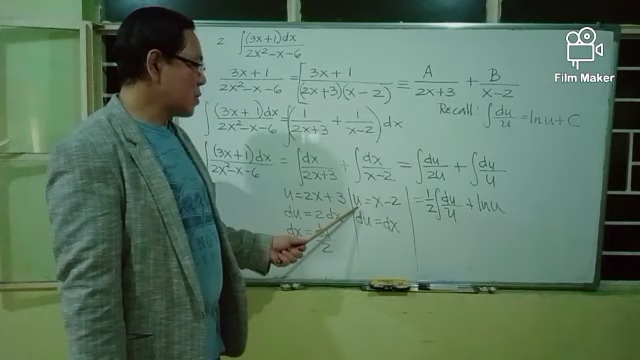 2 ∫(3x+1)dx/2x²-x-6
3x+1/2x²-x-6 = [3x+1/(2x+3)(x-2)] = A/2x+3 + B/x-2
Film Maker
Recall: ∫du/u = ln u + C
∫(3x+1)dx/2x²-x-6 = ∫(1/2x+3 + 1/x-2)dx
∫(3x+1)dx/2x²-x-6 = ∫dx/2x+3 + ∫dx/x-2 = ∫du/2u + ∫du/u
u = 2x+3 | u = x-2 | = 1/2∫du/u + ln u
du = 2dx | du = dx
dx = du/2